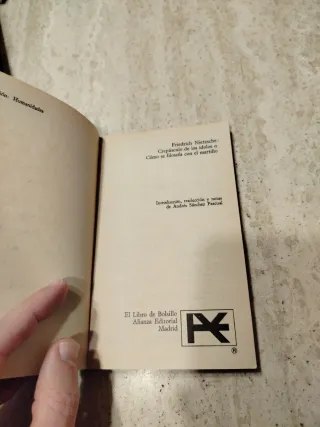 Humanidades
Friedrich Nietzsche:
Crepúsculo de los ídolos o
Cómo se filosofa con el martillo
Introducción, traducción y notas
de Andrés Sánchez Pascual
El Libro de Bolsillo
Alianza Editorial
Madrid
®